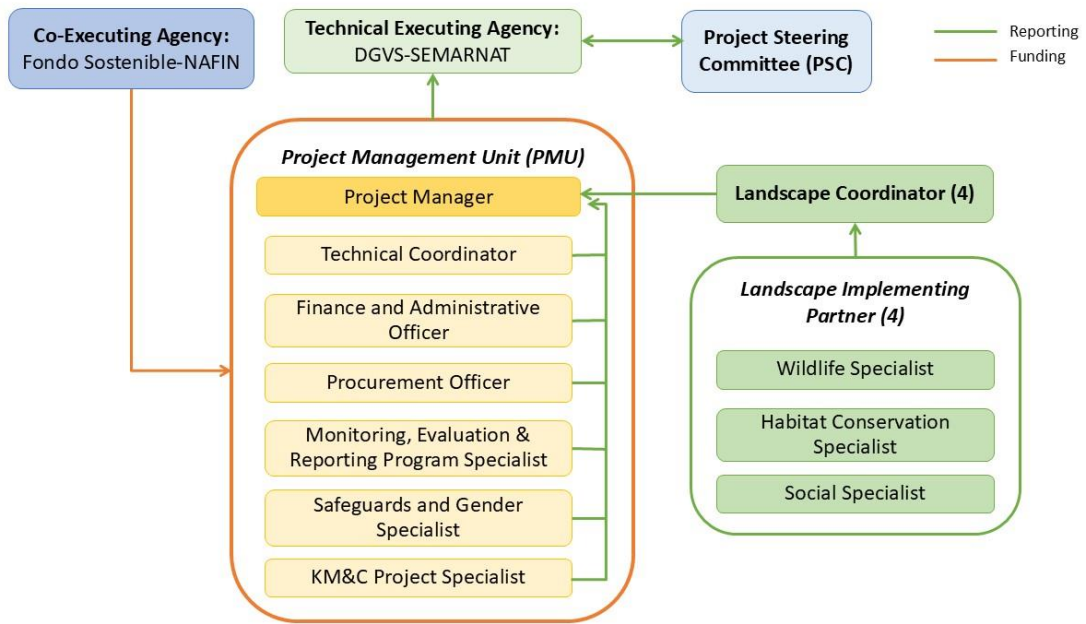 Co-Executing Agency:
Fondo Sostenible-NAFIN
Technical Executing Agency:
DGVS-SEMARNAT
Project Steering
Committee (PSC)
Reporting
Funding
Project Management Unit (PMU)
Project Manager
Technical Coordinator
Finance and Administrative
Officer
Procurement Officer
Monitoring, Evaluation &
Reporting Program Specialist
Safeguards and Gender
Specialist
KM&C Project Specialist
Landscape Coordinator (4)
Landscape Implementing
Partner (4)
Wildlife Specialist
Habitat Conservation
Specialist
Social Specialist